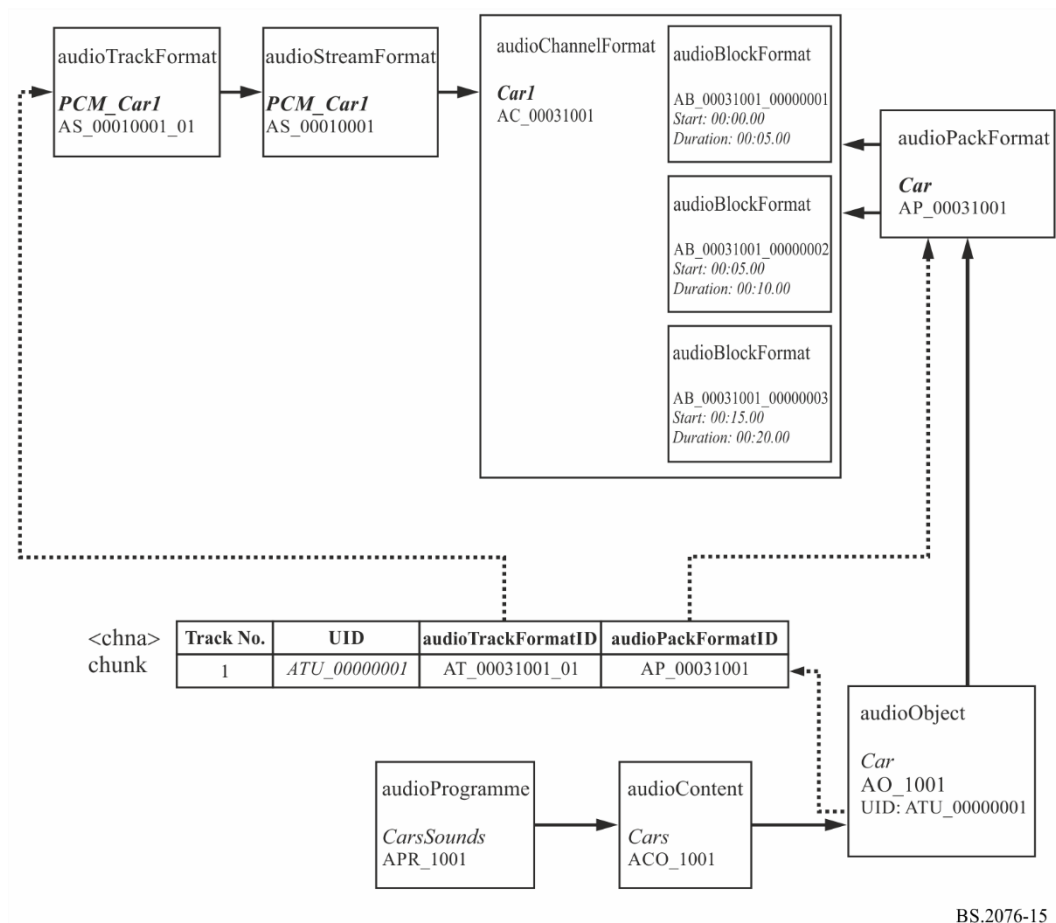 audioTrackFormat
PCM_Car1
AS_00010001_01
audioStreamFormat
PCM_Car1
AS_00010001
audioChannelFormat
Car1
AC_00031001
audioBlockFormat
AB_00031001_00000001
Start: 00:00.00
Duration: 00:05.00
audioBlockFormat
AB_00031001_00000002
Start: 00:05.00
Duration: 00:10.00
audioBlockFormat
AB_00031001_00000003
Start: 00:15.00
Duration: 00:20.00
audioPackFormat
Car
AP_00031001
<chna>
chunk
Track No. UID audioTrackFormatID audioPackFormatID
1 ATU_00000001 AT_00031001_01 AP_00031001
audioProgramme
CarsSounds
APR_1001
audioContent
Cars
ACO_1001
audioObject
Car
AO_1001
UID: ATU_00000001
BS.2076-15